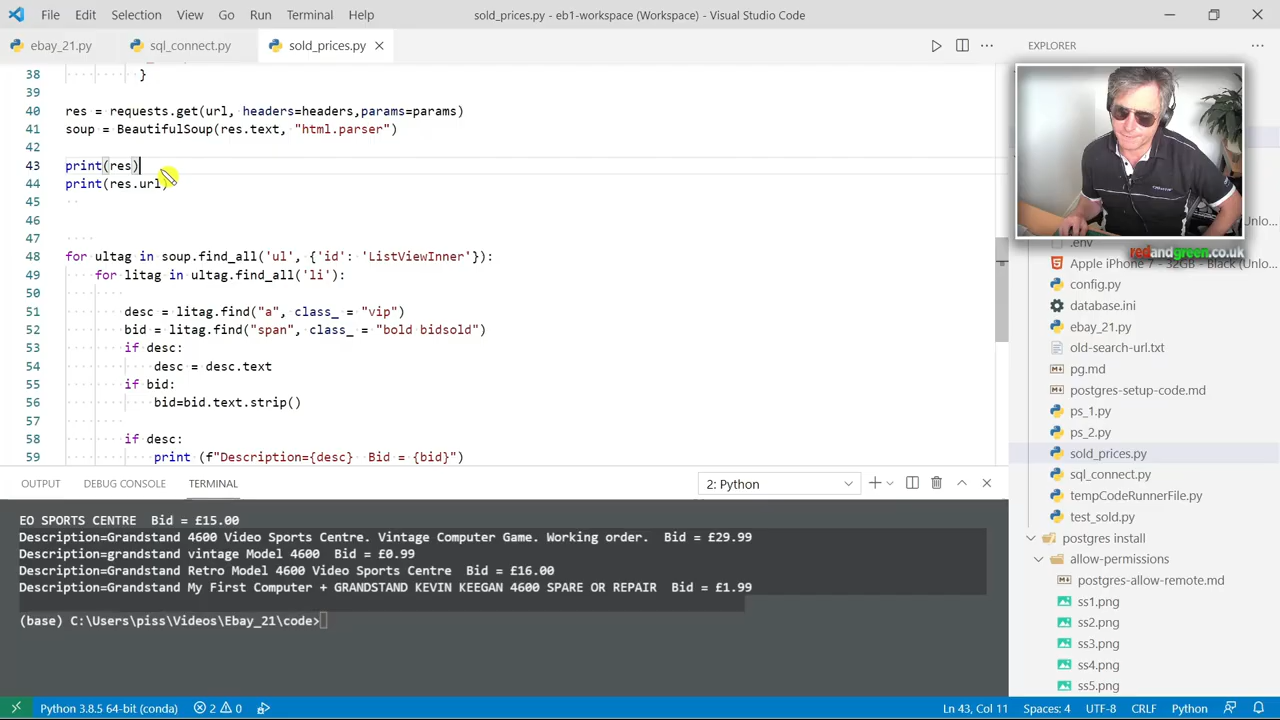 File Edit Selection View Go Run Terminal Help
sold_prices.py - eb1-workspace (Workspace) - Visual Studio Code
ebay_21.py
sql_connect.py
sold_prices.py
EXPLORER
38 }
39
40 res = requests.get(url, headers=headers,params=params)
41 soup = BeautifulSoup(res.text, "html.parser")
42
43 print(res)
44 print(res.url)
45
46
47
48 for ultag in soup.find_all('ul', {'id': 'ListViewInner'}):
49 for litag in ultag.find_all('li'):
50
51 desc = litag.find("a", class_ = "vip")
52 bid = litag.find("span", class_ = "bold bidsold")
53 if desc:
54 desc = desc.text
55 if bid:
56 bid=bid.text.strip()
57
58 if desc:
59 print (f"Description={desc} Bid = {bid}")
redandgreen.co.uk
.env
Apple iPhone 7 - 32GB - Black (Unlo...
config.py
database.ini
ebay_21.py
old-search-url.txt
pg.md
postgres-setup-code.md
ps_1.py
ps_2.py
sold_prices.py
sql_connect.py
tempCodeRunnerFile.py
test_sold.py
postgres install
allow-permissions
postgres-allow-remote.md
ss1.png
ss2.png
ss3.png
ss4.png
ss5.png
OUTPUT DEBUG CONSOLE TERMINAL
2: Python
EO SPORTS CENTRE Bid = £15.00
Description=Grandstand 4600 Video Sports Centre. Vintage Computer Game. Working order. Bid = £29.99
Description=Grandstand vintage Model 4600 Bid = £0.99
Description=Grandstand Retro Model 4600 Video Sports Centre Bid = £16.00
Description=Grandstand My First Computer + GRANDSTAND KEVIN KEEGAN 4600 SPARE OR REPAIR Bid = £1.99
(base) C:\Users\piss\Videos\Ebay_21\code>
Python 3.8.5 64-bit (conda) 2 0
Ln 43, Col 11 Spaces: 4 UTF-8 CRLF Python